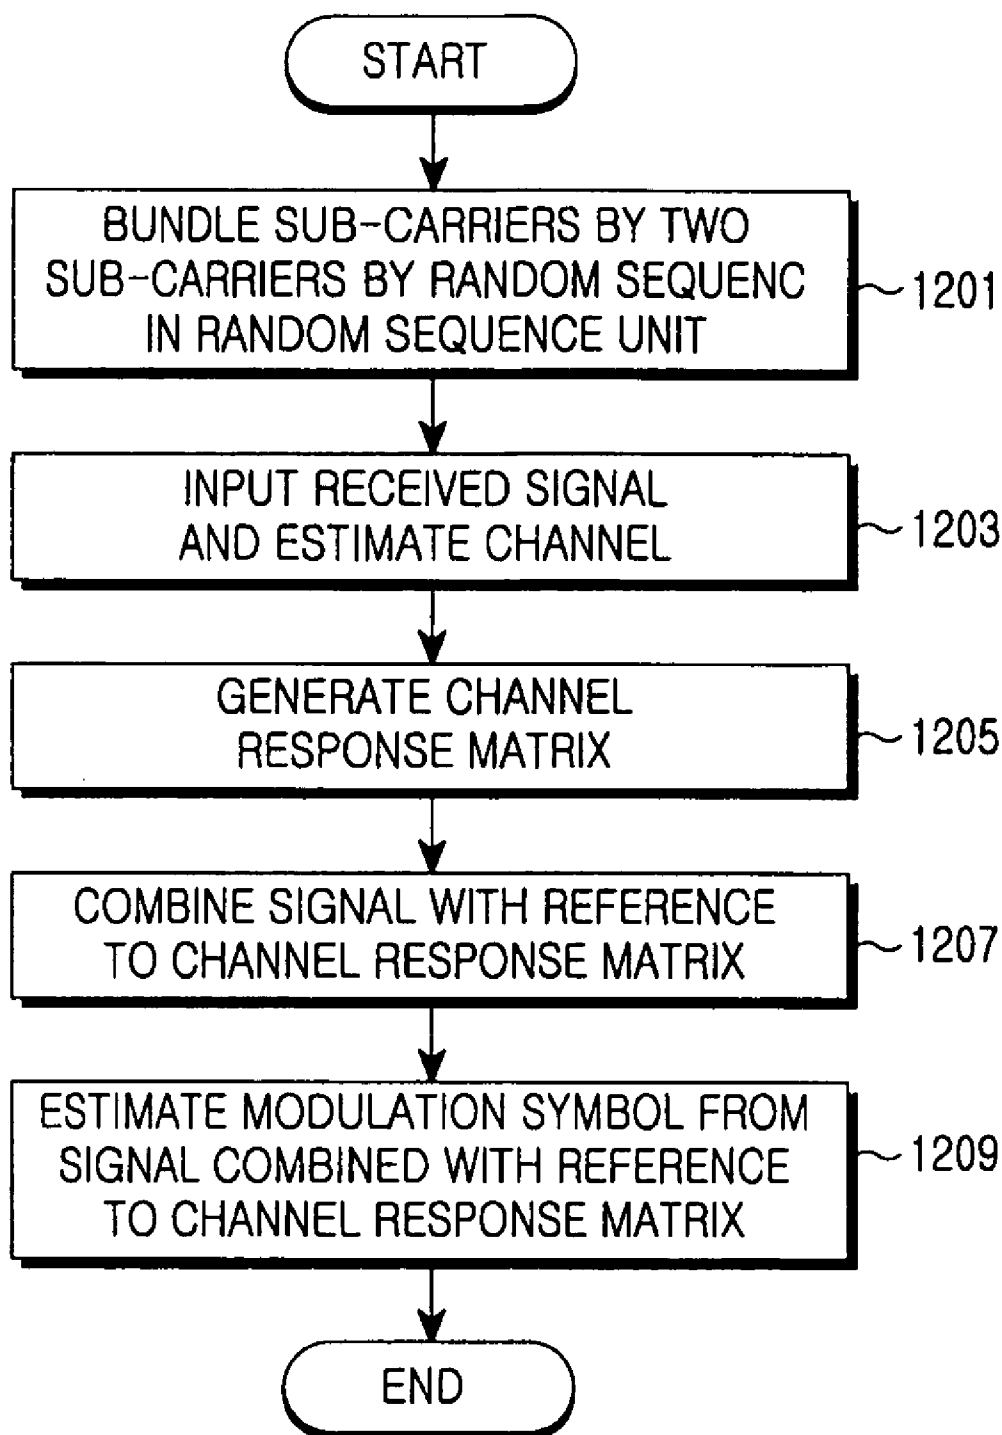 START
BUNDLE SUB-CARRIERS BY TWO
SUB-CARRIERS BY RANDOM SEQUENC
IN RANDOM SEQUENCE UNIT
1201
INPUT RECEIVED SIGNAL
AND ESTIMATE CHANNEL
1203
GENERATE CHANNEL
RESPONSE MATRIX
1205
COMBINE SIGNAL WITH REFERENCE
TO CHANNEL RESPONSE MATRIX
1207
ESTIMATE MODULATION SYMBOL FROM
SIGNAL COMBINED WITH REFERENCE
TO CHANNEL RESPONSE MATRIX
1209
END